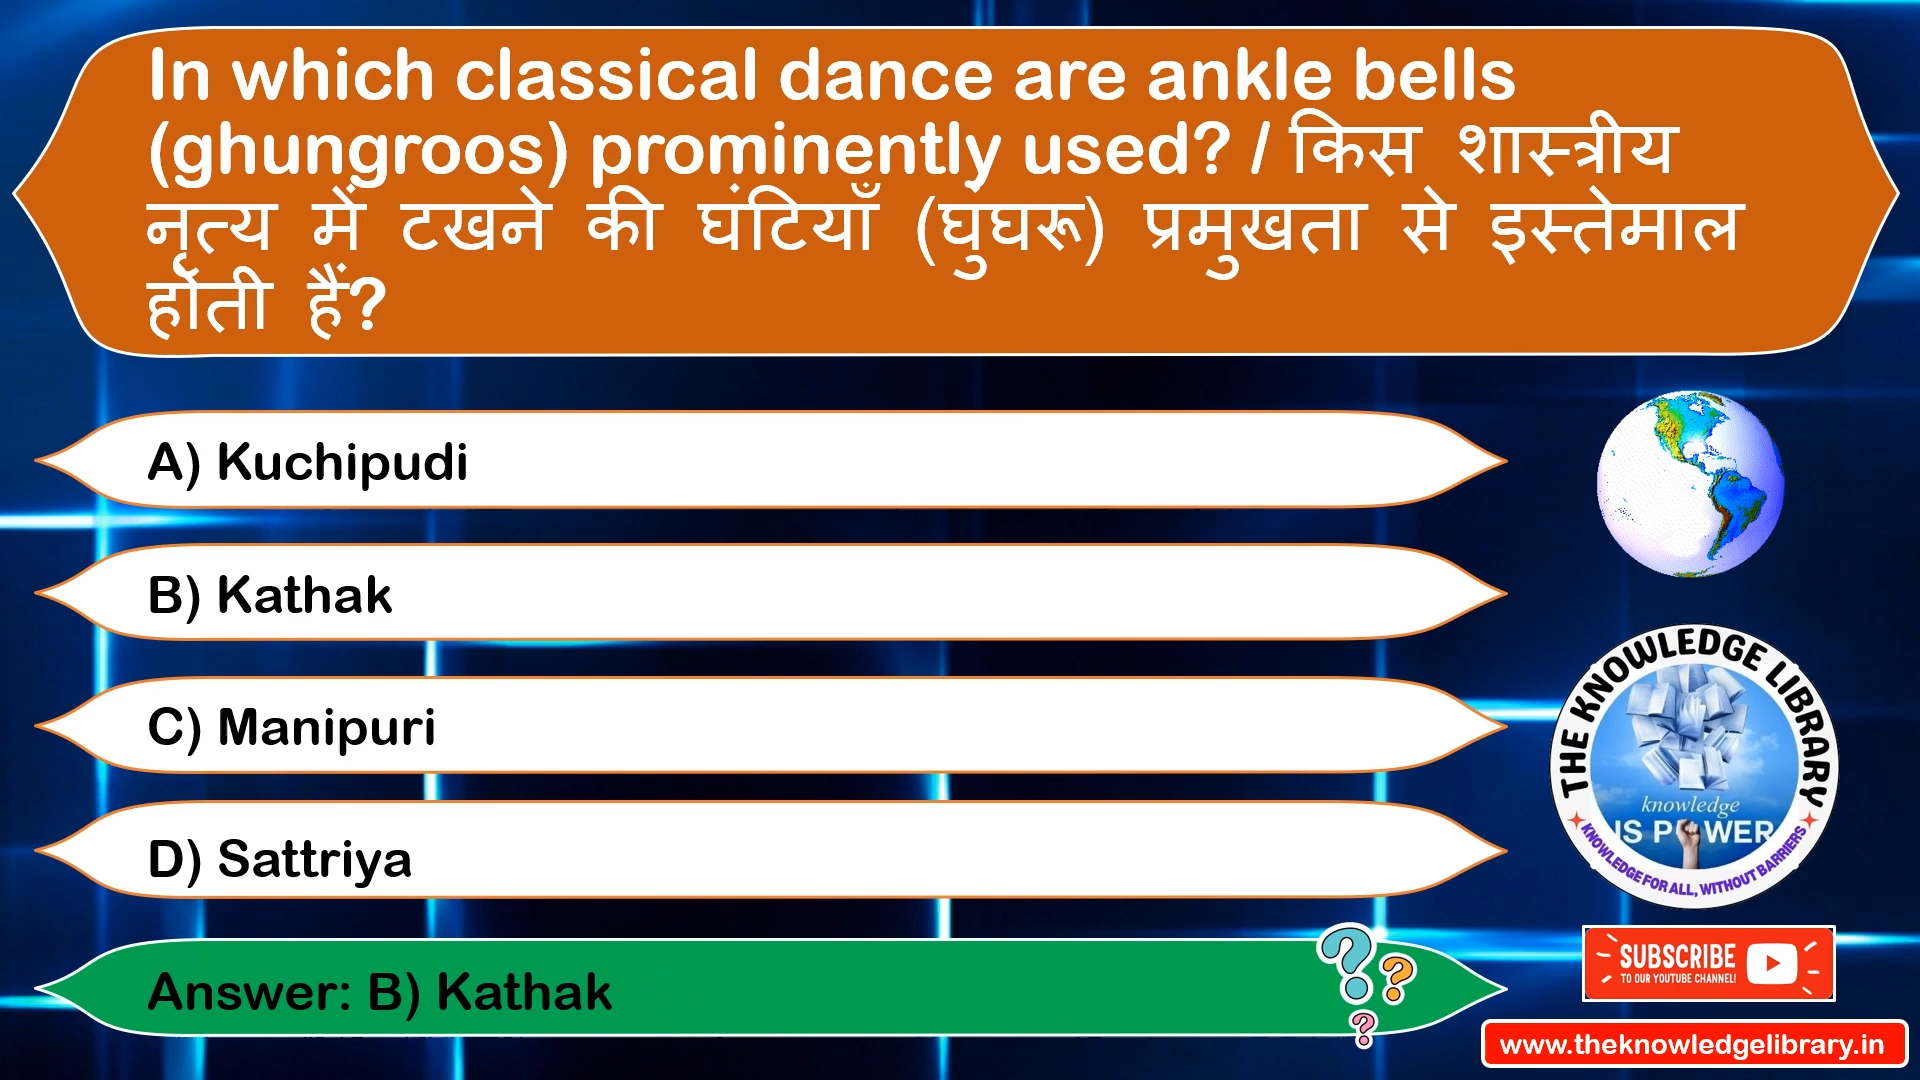 In which classical dance are ankle bells
(ghungroos) prominently used? / किस शास्त्रीय
नृत्य में टखने की घंटियाँ (घुंघरू) प्रमुखता से इस्तेमाल
होती हैं?
A) Kuchipudi
B) Kathak
C) Manipuri
D) Sattriya
Answer: B) Kathak
THE KNOWLEDGE LIBRARY
knowledge
IS POWER
KNOWLEDGE FOR ALL, WITHOUT BARRIERS
SUBSCRIBE
TO OUR YOUTUBE CHANNEL!
www.theknowledgelibrary.in